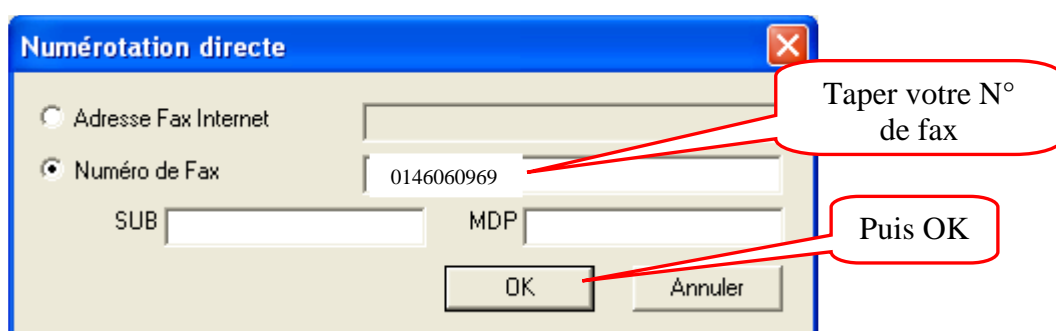 Numérotation directe
Adresse Fax Internet
Taper votre N°
de fax
Numéro de Fax
0146060969
SUB
MDP
Puis OK
OK
Annuler